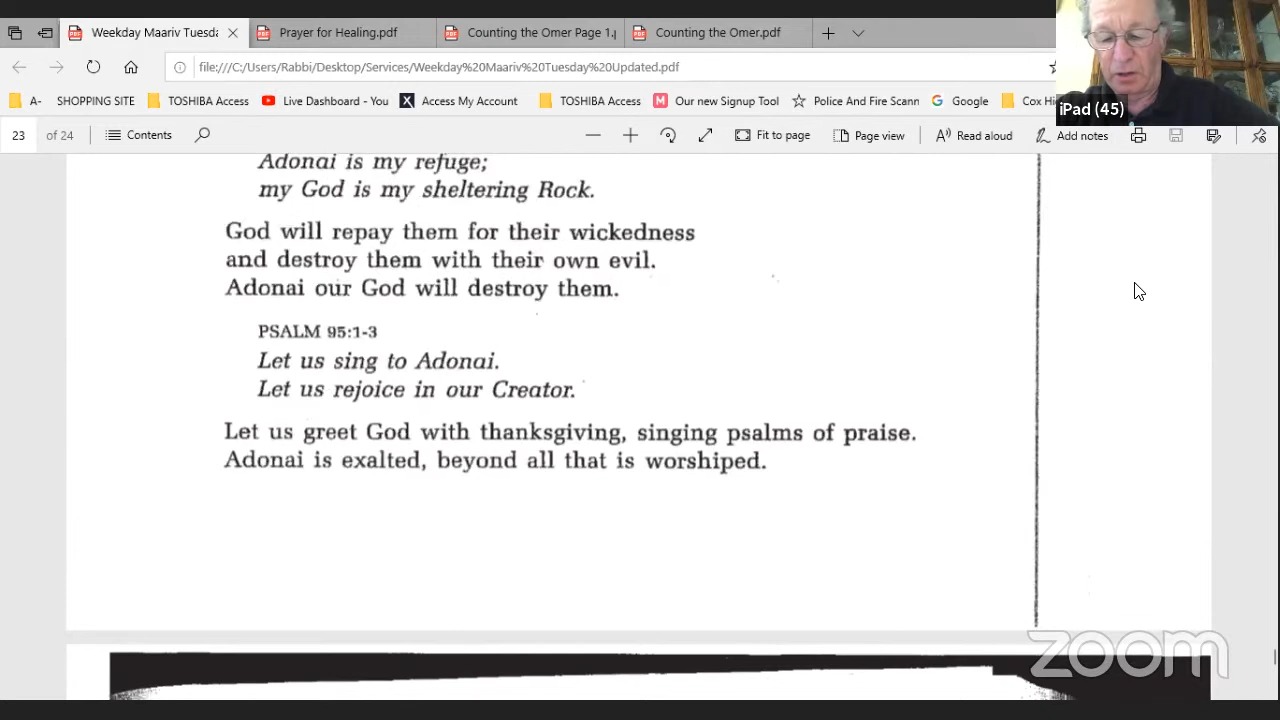 Weekday Maariv Tuesda
Prayer for Healing.pdf
Counting the Omer Page 1.
Counting the Omer.pdf
file:///C:/Users/Rabbi/Desktop/Services/Weekday%20Maariv%20Tuesday%20Updated.pdf
A- SHOPPING SITE
TOSHIBA Access
Live Dashboard - You
Access My Account
TOSHIBA Access
Our new Signup Tool
Police And Fire Scann
Google
Cox Hi
iPad (45)
23 of 24
Contents
Fit to page
Page view
Read aloud
Add notes
Adonai is my refuge;
my God is my sheltering Rock.
God will repay them for their wickedness
and destroy them with their own evil.
Adonai our God will destroy them.
PSALM 95:1-3
Let us sing to Adonai.
Let us rejoice in our Creator.
Let us greet God with thanksgiving, singing psalms of praise.
Adonai is exalted, beyond all that is worshiped.
zoom